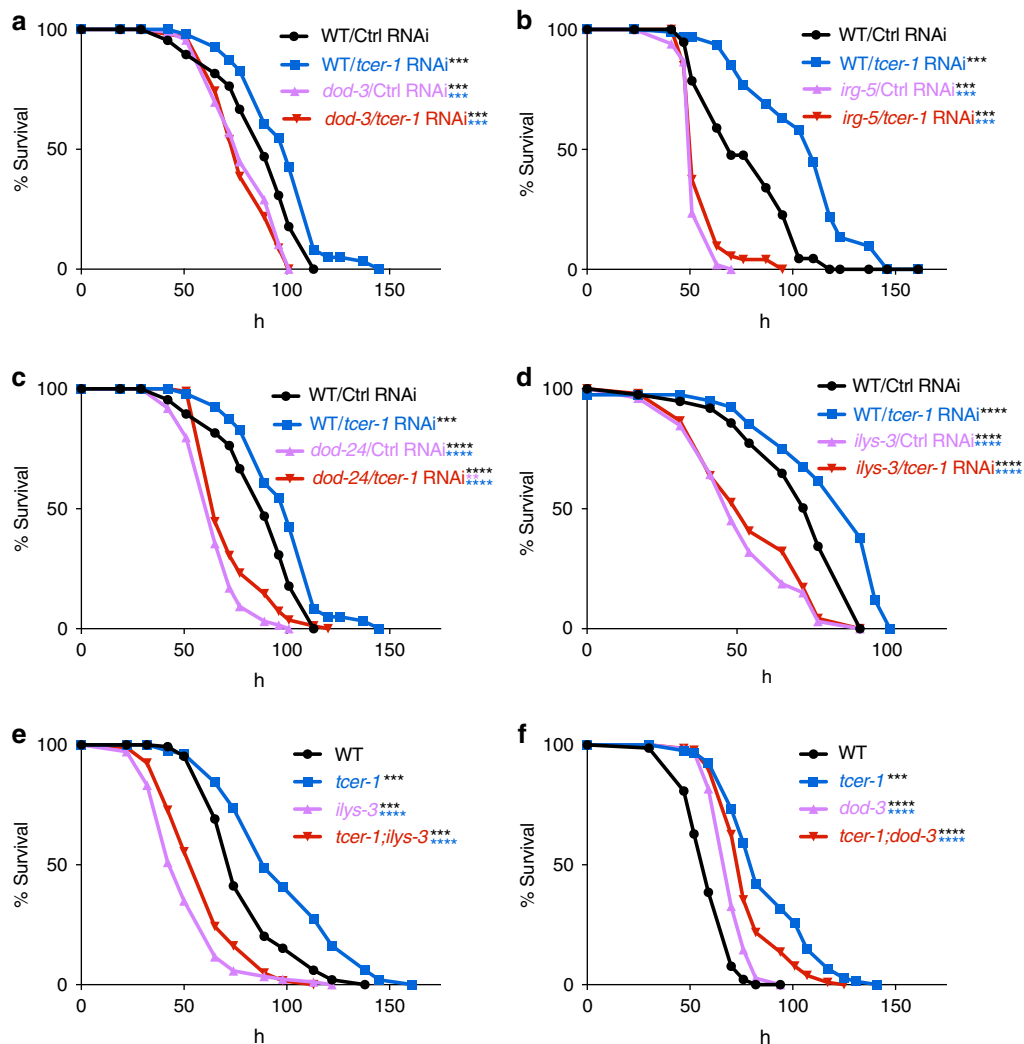 a
100
50
0
% Survival
0 50 100 150
h
WT/Ctrl RNAi
WT/tcer-1 RNAi***
dod-3/Ctrl RNAi*** ***
dod-3/tcer-1 RNAi*** ***
b
100
50
0
% Survival
0 50 100 150
h
WT/Ctrl RNAi
WT/tcer-1 RNAi***
irg-5/Ctrl RNAi*** ***
irg-5/tcer-1 RNAi*** ***
c
100
50
0
% Survival
0 50 100 150
h
WT/Ctrl RNAi
WT/tcer-1 RNAi***
dod-24/Ctrl RNAi**** ****
dod-24/tcer-1 RNAi**** ** ****
d
100
50
0
% Survival
0 50 100
h
WT/Ctrl RNAi
WT/tcer-1 RNAi****
ilys-3/Ctrl RNAi**** ****
ilys-3/tcer-1 RNAi**** ****
e
100
50
0
% Survival
0 50 100 150
h
WT
tcer-1***
ilys-3*** ****
tcer-1;ilys-3*** ****
f
100
50
0
% Survival
0 50 100 150
h
WT
tcer-1***
dod-3**** ****
tcer-1;dod-3**** ****